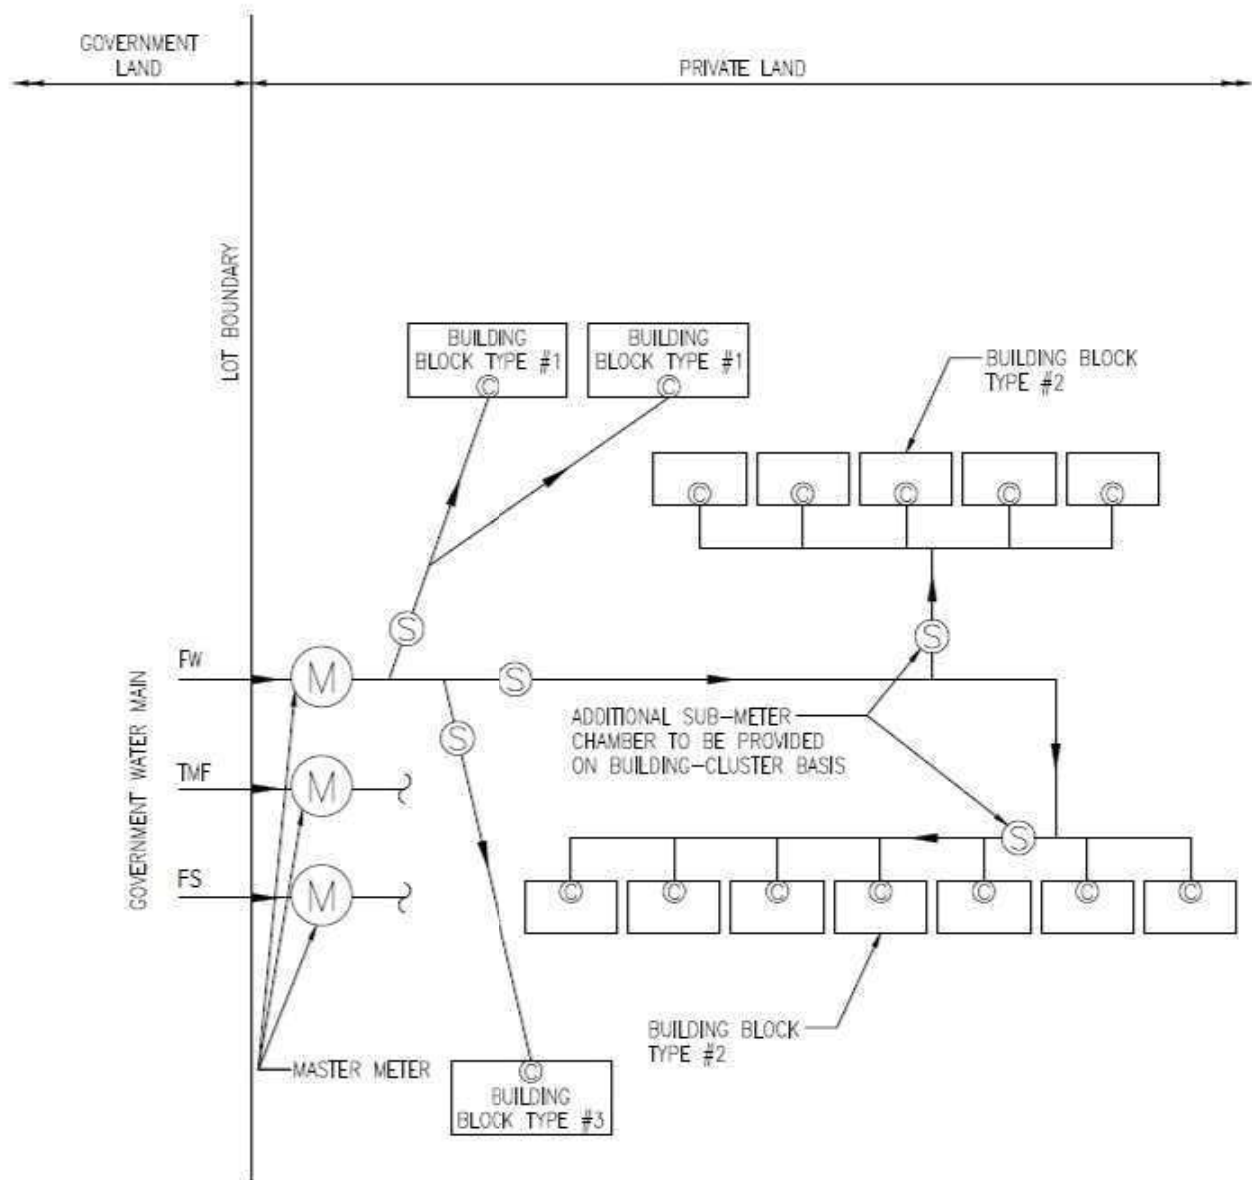 GOVERNMENT
LAND
PRIVATE LAND
LOT BOUNDARY
BUILDING
BLOCK TYPE #1
C
BUILDING
BLOCK TYPE #1
C
BUILDING BLOCK
TYPE #2
C C C C C
S
S
FW
M
S
S
GOVERNMENT WATER MAIN
ADDITIONAL SUB-METER
CHAMBER TO BE PROVIDED
ON BUILDING-CLUSTER BASIS
TMF
M
S
FS
M
C C C C C C C
BUILDING BLOCK
TYPE #2
MASTER METER
C
BUILDING
BLOCK TYPE #3